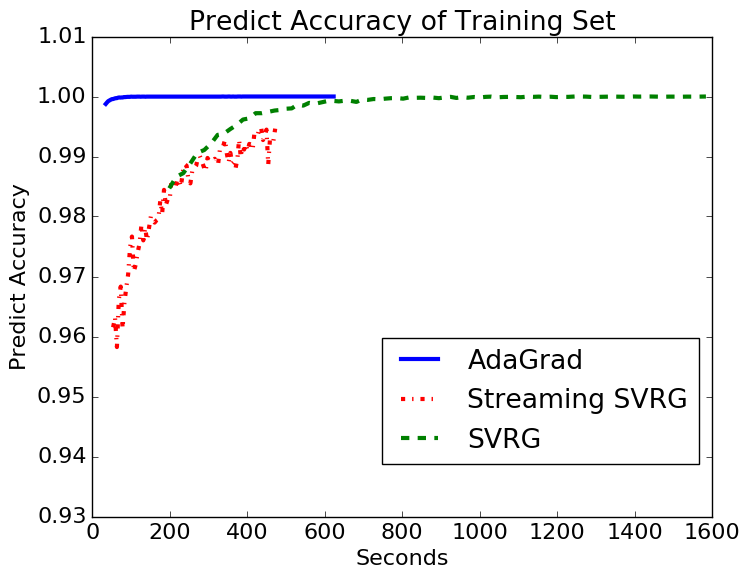 Predict Accuracy of Training Set
1.01
1.00
0.99
0.98
0.97
0.96
0.95
0.94
0.93
Predict Accuracy
AdaGrad
Streaming SVRG
SVRG
0 200 400 600 800 1000 1200 1400 1600
Seconds